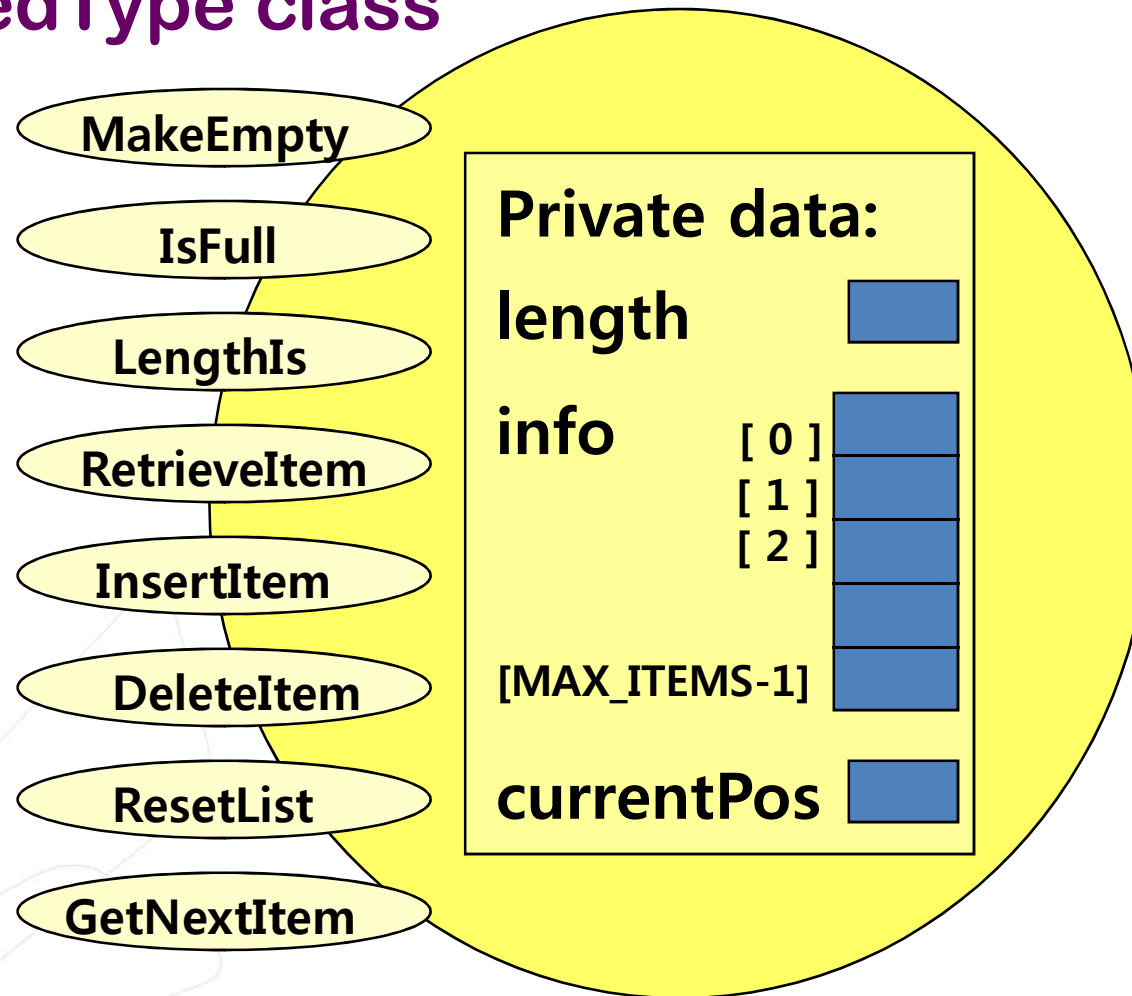 edType class
MakeEmpty
IsFull
LengthIs
RetrieveItem
InsertItem
DeleteItem
ResetList
GetNextItem
Private data:
length
info
[ 0 ]
[ 1 ]
[ 2 ]
[MAX_ITEMS-1]
currentPos